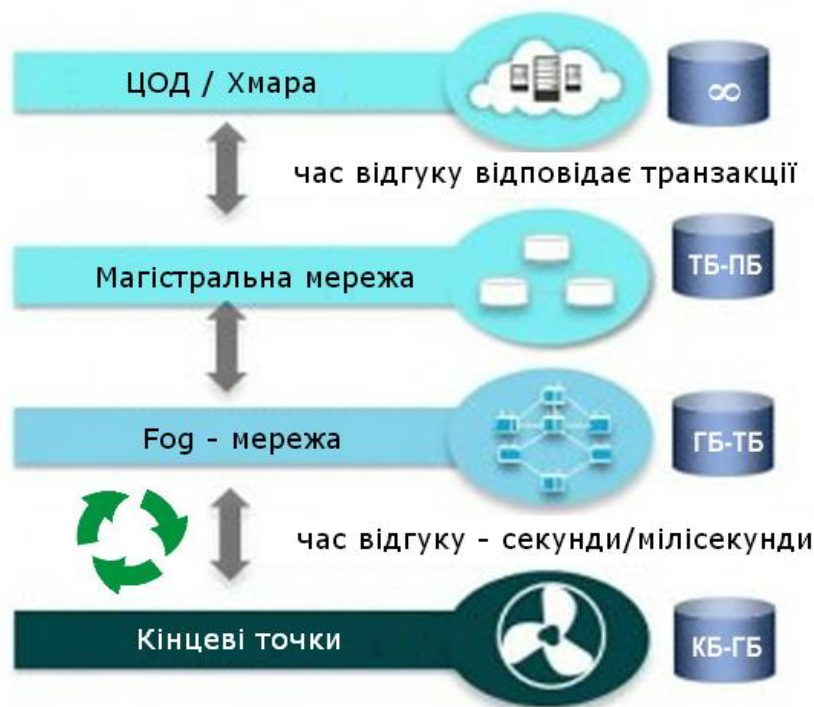 ЦОД / Хмара
∞
час відгуку відповідає транзакції
Магістральна мережа
ТБ-ПБ
Fog - мережа
ГБ-ТБ
час відгуку - секунди/мілісекунди
Кінцеві точки
КБ-ГБ